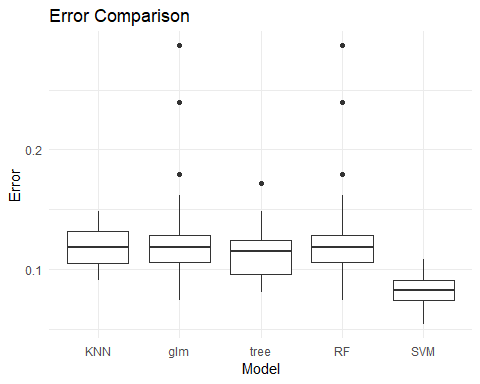 Error Comparison
Error
0.2
0.1
KNN glm tree RF SVM
Model